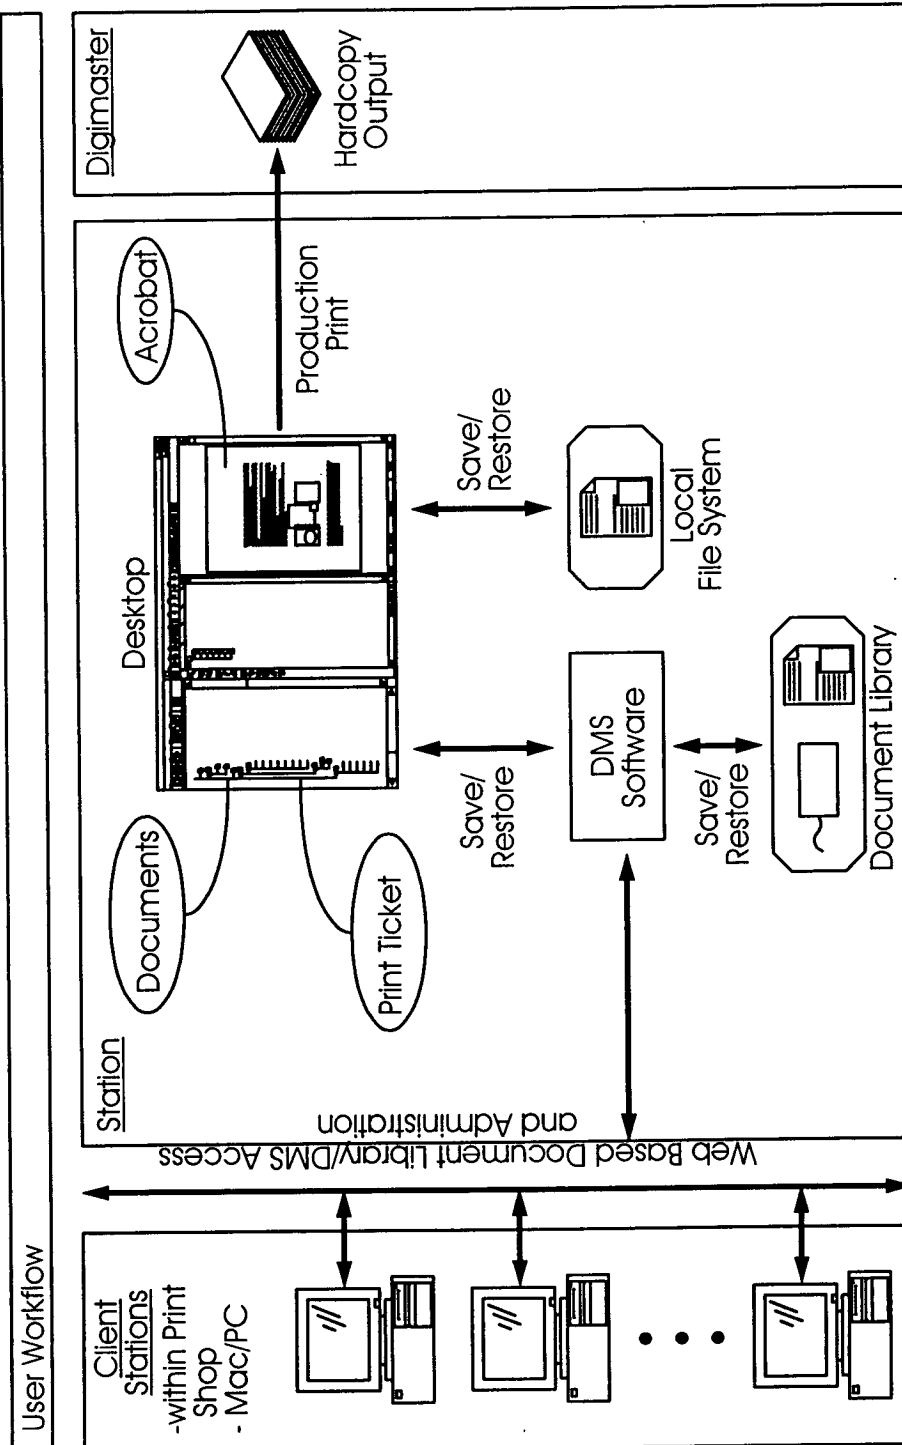 User Workflow
Client
Stations
-within Print
Shop
- Mac/PC
Web Based Document Library/DMS Access
and Administration
Station
Documents
Print Ticket
Desktop
Acrobat
Production
Print
Save/
Restore
Save/
Restore
DMS
Software
Local
File System
Save/
Restore
Document Library
Digimaster
Hardcopy
Output